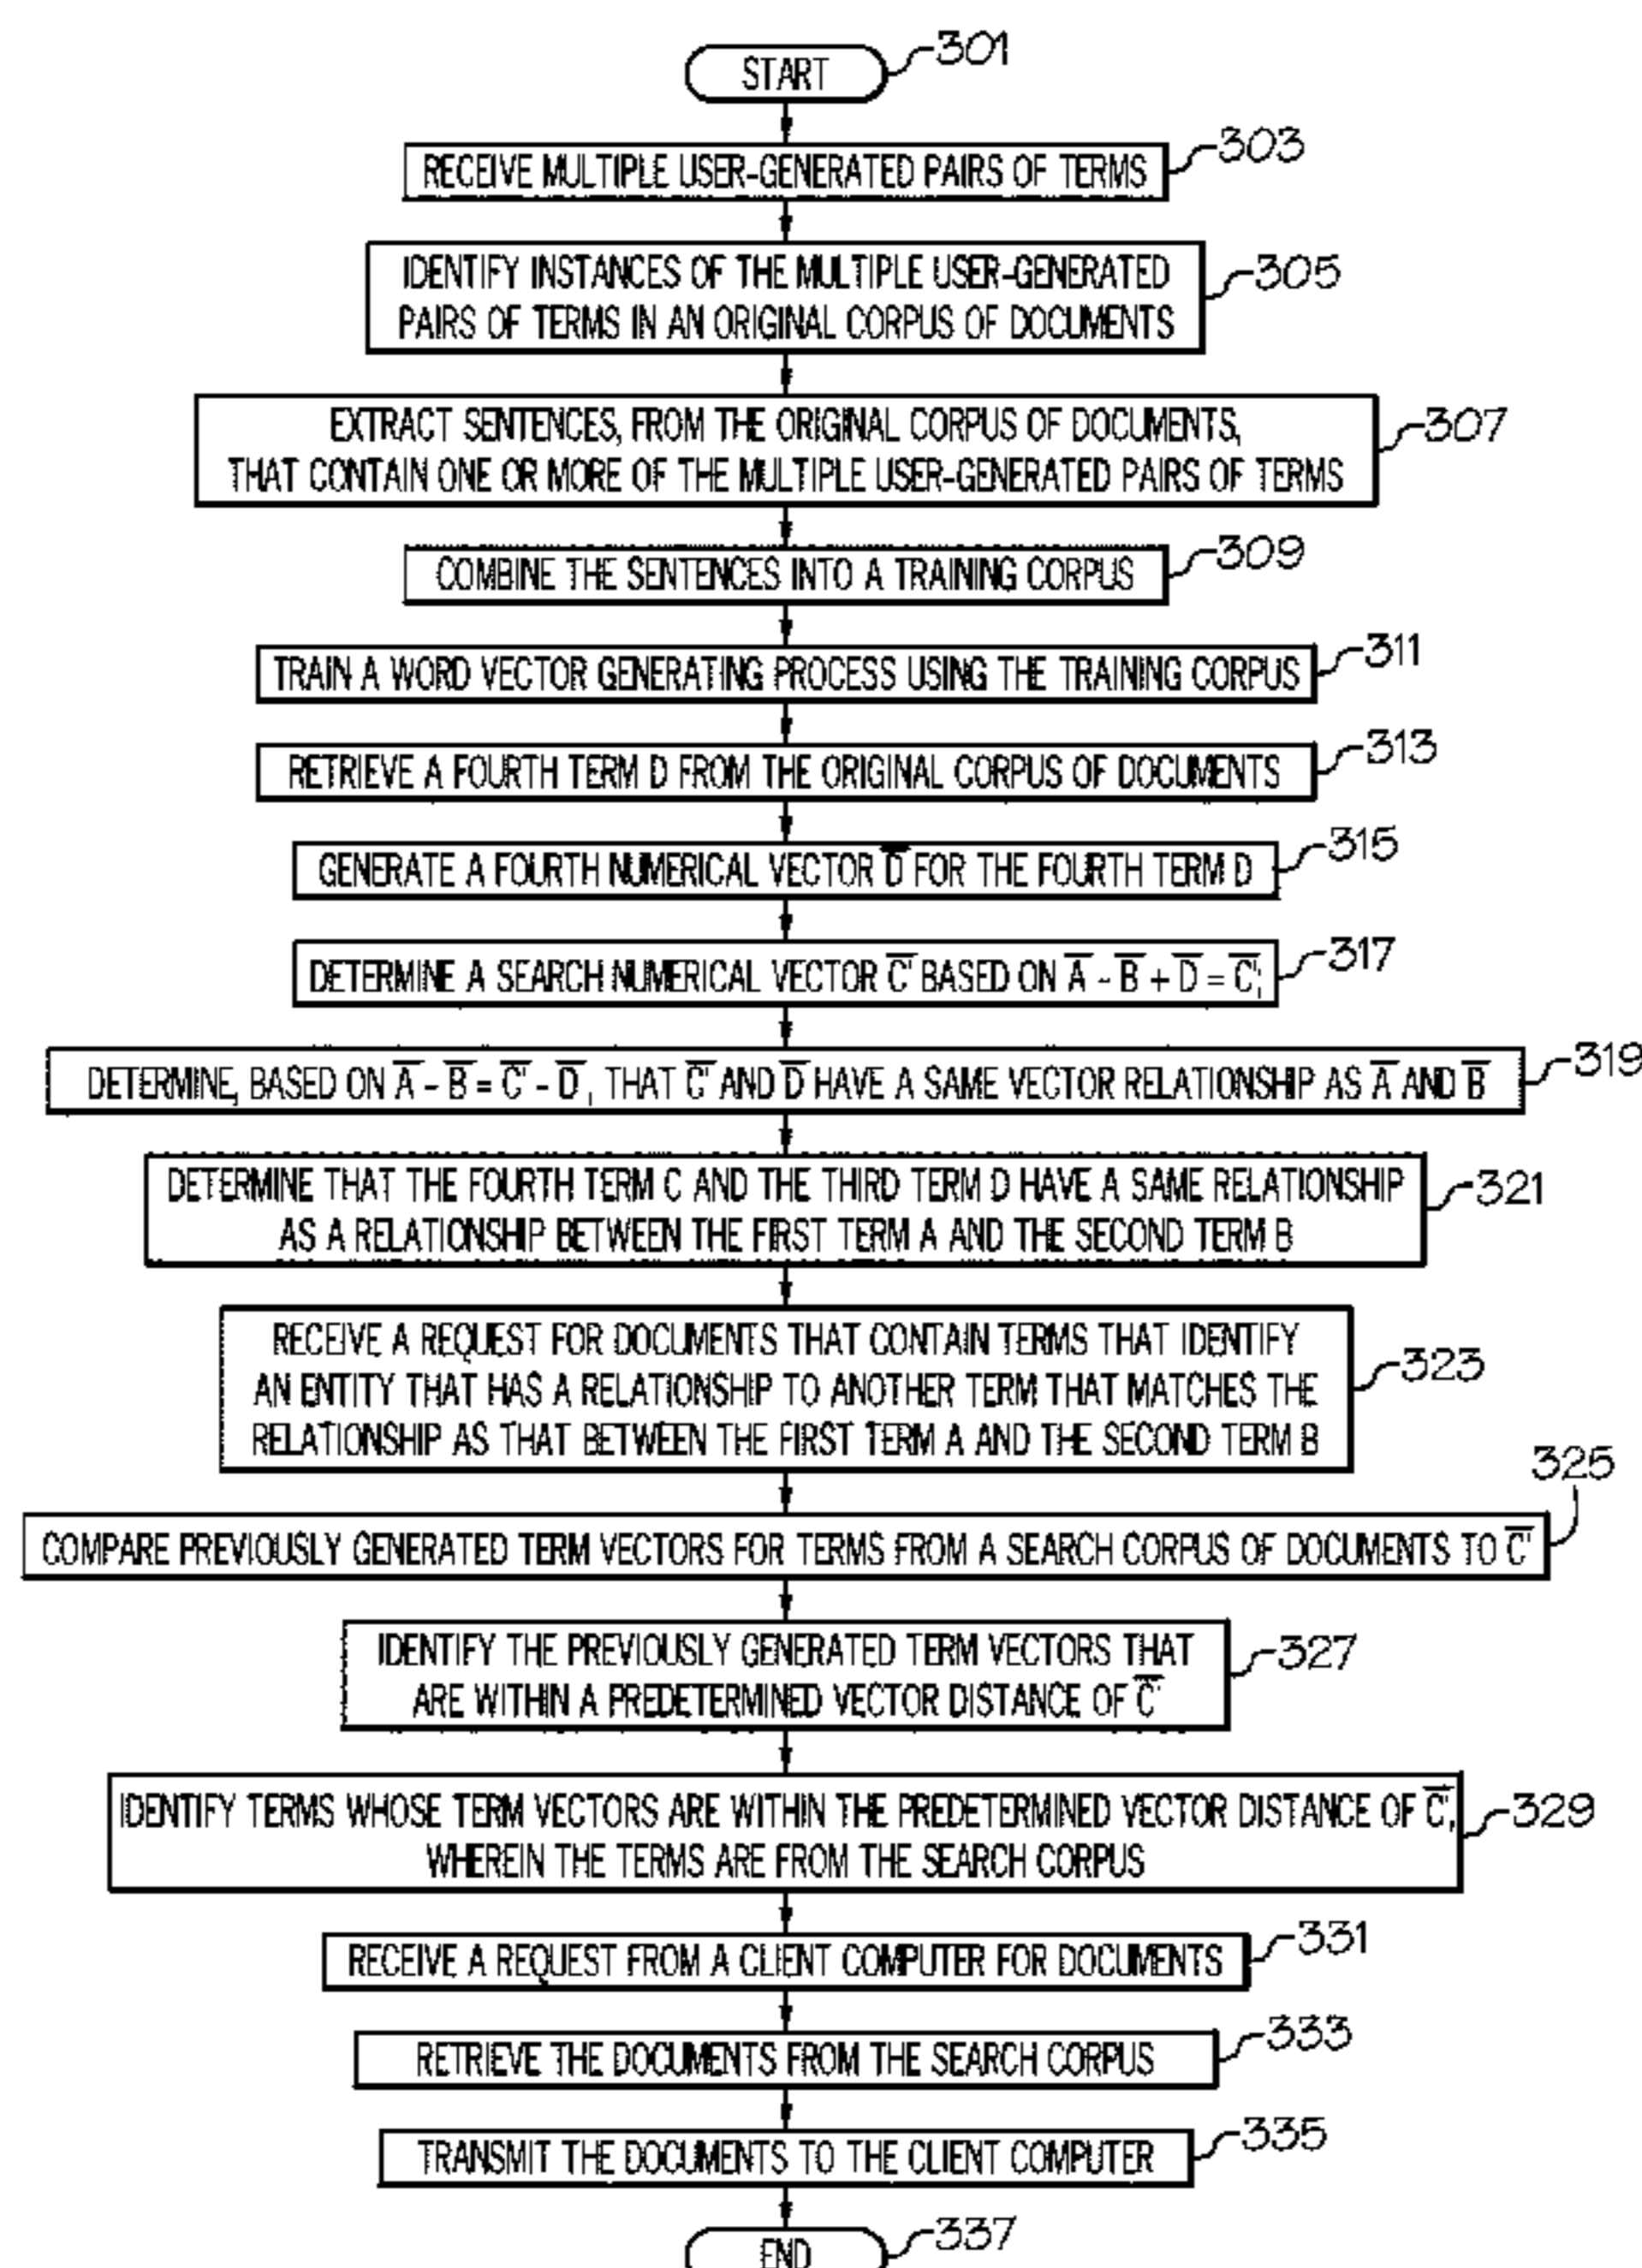 START
301
RECEIVE MULTIPLE USER-GENERATED PAIRS OF TERMS
303
IDENTIFY INSTANCES OF THE MULTIPLE USER-GENERATED
PAIRS OF TERMS IN AN ORIGINAL CORPUS OF DOCUMENTS
305
EXTRACT SENTENCES, FROM THE ORIGINAL CORPUS OF DOCUMENTS,
THAT CONTAIN ONE OR MORE OF THE MULTIPLE USER-GENERATED PAIRS OF TERMS
307
COMBINE THE SENTENCES INTO A TRAINING CORPUS
309
TRAIN A WORD VECTOR GENERATING PROCESS USING THE TRAINING CORPUS
311
RETRIEVE A FOURTH TERM D FROM THE ORIGINAL CORPUS OF DOCUMENTS
313
GENERATE A FOURTH NUMERICAL VECTOR D̅ FOR THE FOURTH TERM D
315
DETERMINE A SEARCH NUMERICAL VECTOR C̅' BASED ON A̅ - B̅ + D̅ = C̅';
317
DETERMINE, BASED ON A̅ - B̅ = C̅' - D̅, THAT C̅' AND D̅ HAVE A SAME VECTOR RELATIONSHIP AS A̅ AND B̅
319
DETERMINE THAT THE FOURTH TERM C AND THE THIRD TERM D HAVE A SAME RELATIONSHIP
AS A RELATIONSHIP BETWEEN THE FIRST TERM A AND THE SECOND TERM B
321
RECEIVE A REQUEST FOR DOCUMENTS THAT CONTAIN TERMS THAT IDENTIFY
AN ENTITY THAT HAS A RELATIONSHIP TO ANOTHER TERM THAT MATCHES THE
RELATIONSHIP AS THAT BETWEEN THE FIRST TERM A AND THE SECOND TERM B
323
COMPARE PREVIOUSLY GENERATED TERM VECTORS FOR TERMS FROM A SEARCH CORPUS OF DOCUMENTS TO C̅'
325
IDENTIFY THE PREVIOUSLY GENERATED TERM VECTORS THAT
ARE WITHIN A PREDETERMINED VECTOR DISTANCE OF C̅'
327
IDENTIFY TERMS WHOSE TERM VECTORS ARE WITHIN THE PREDETERMINED VECTOR DISTANCE OF C̅',
WHEREIN THE TERMS ARE FROM THE SEARCH CORPUS
329
RECEIVE A REQUEST FROM A CLIENT COMPUTER FOR DOCUMENTS
331
RETRIEVE THE DOCUMENTS FROM THE SEARCH CORPUS
333
TRANSMIT THE DOCUMENTS TO THE CLIENT COMPUTER
335
END
337